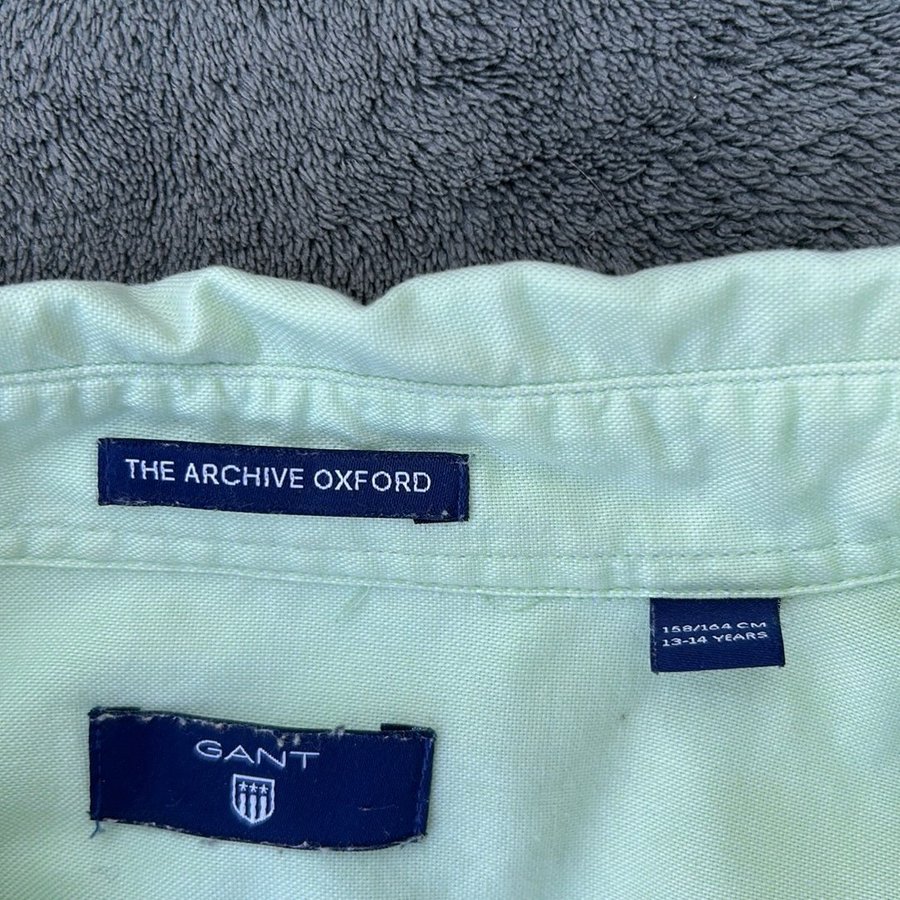 THE ARCHIVE OXFORD
158/164 CM
13-14 YEARS
GANT